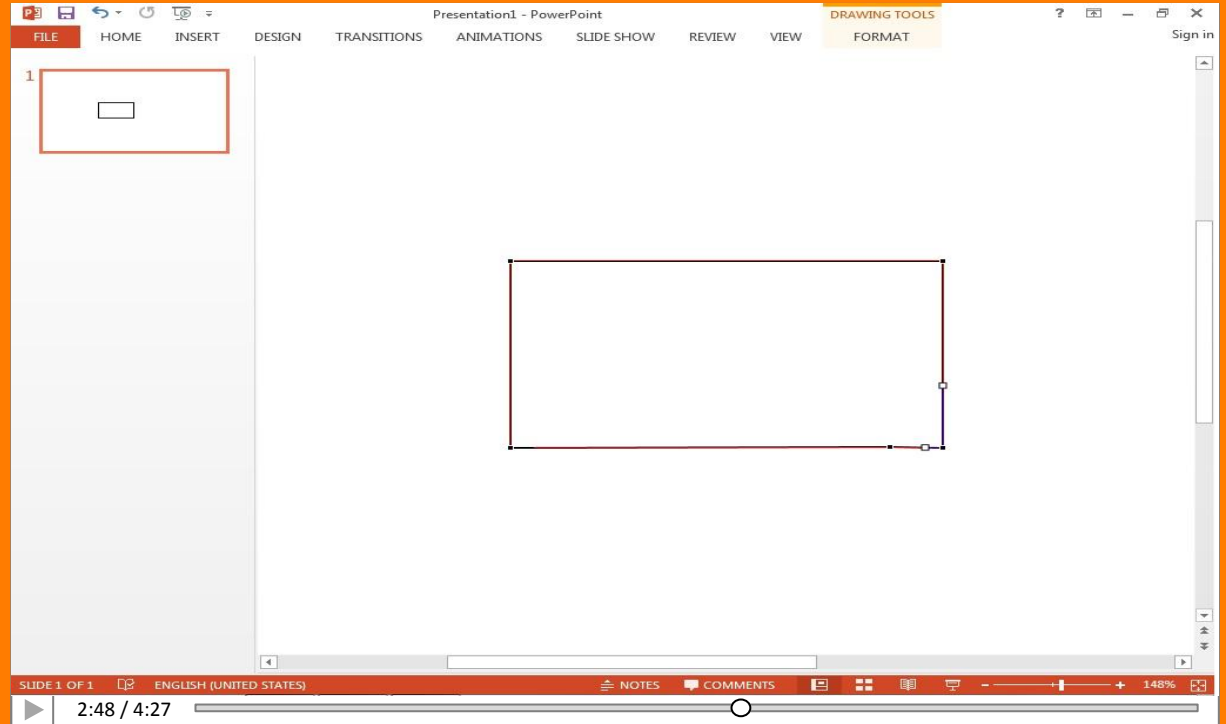 Presentation1 - PowerPoint
DRAWING TOOLS
?
FILE HOME INSERT DESIGN TRANSITIONS ANIMATIONS SLIDE SHOW REVIEW VIEW FORMAT Sign in
1
SLIDE 1 OF 1 ENGLISH (UNITED STATES) NOTES COMMENTS - + 148%
2:48 / 4:27